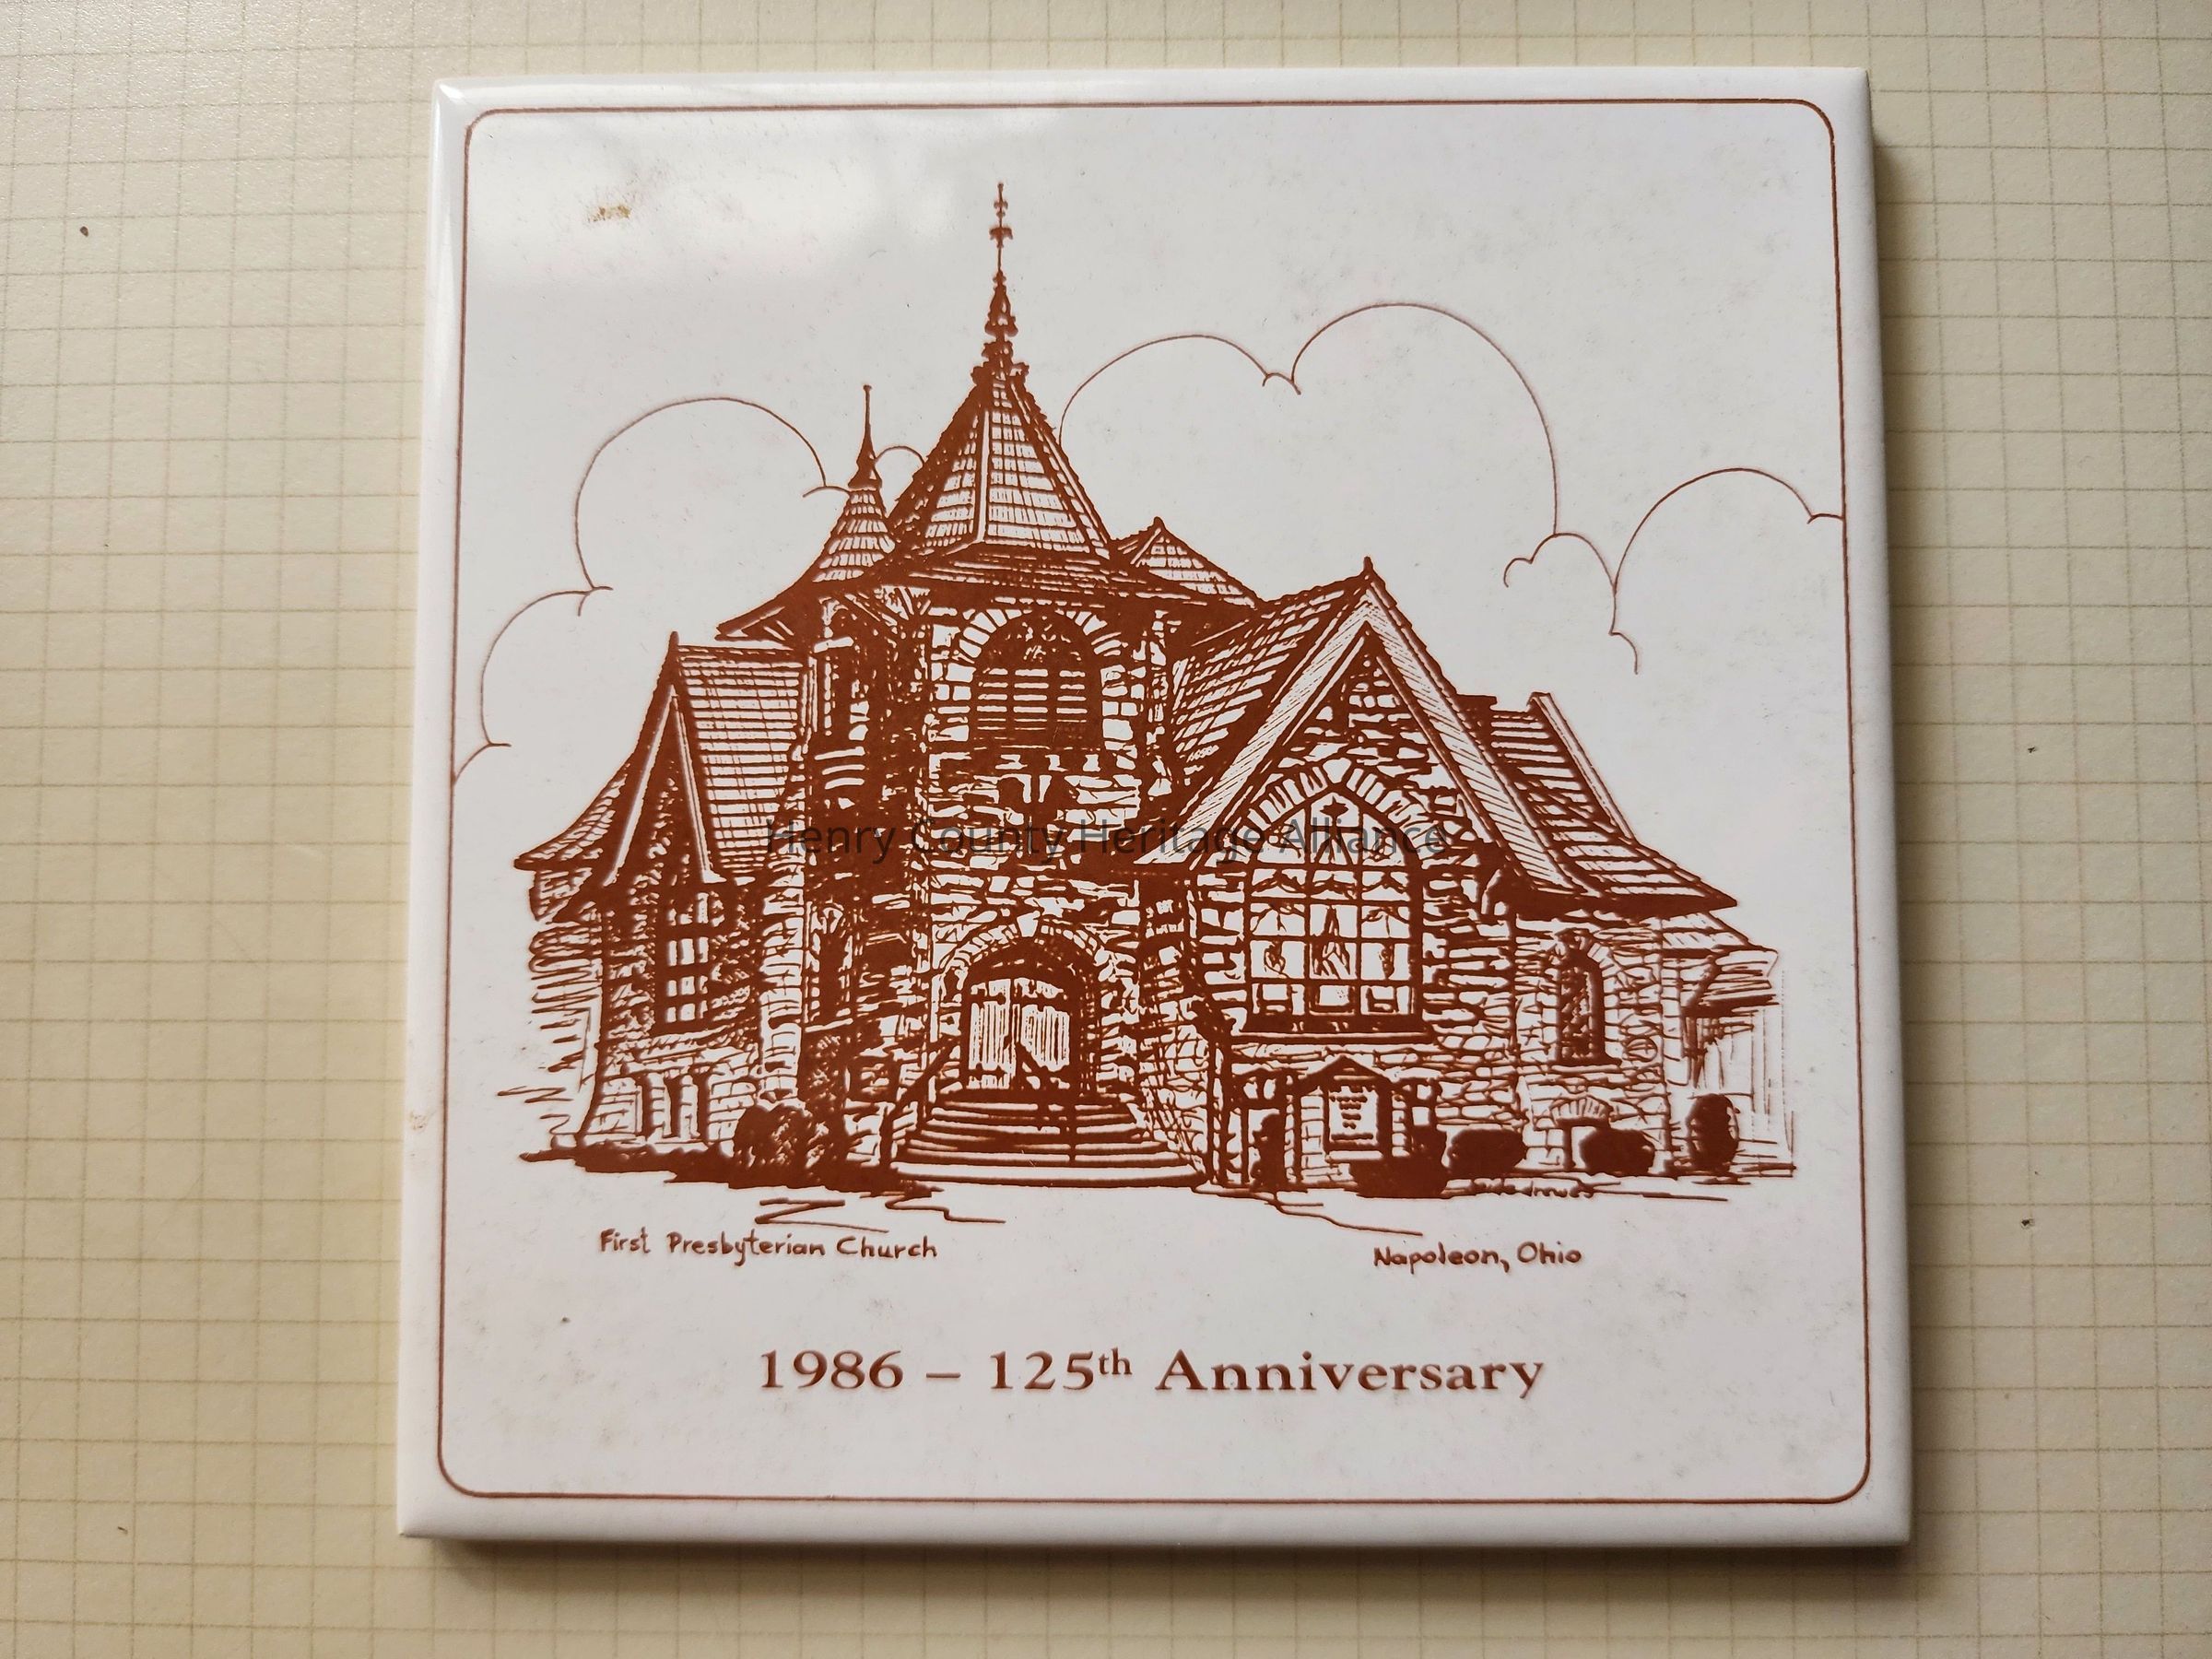 Henry County Heritage Alliance
First Presbyterian Church
Napoleon, Ohio
1986 – 125th Anniversary